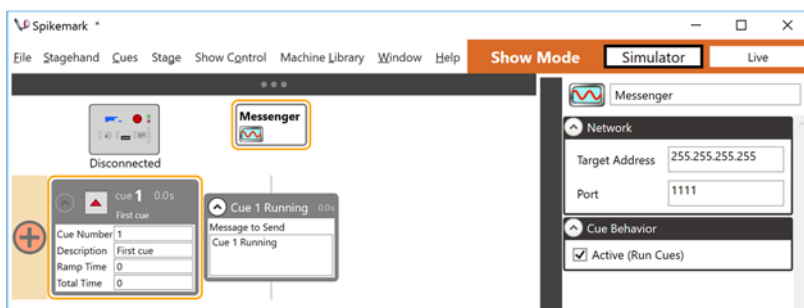 Spikemark *
File Stagehand Cues Stage Show Control Machine Library Window Help Show Mode Simulator Live
Messenger
Disconnected
Messenger
Network
Target Address 255.255.255.255
Port 1111
Cue Behavior
Active (Run Cues)
cue 1 0.0s
First cue
Cue Number 1
Description First cue
Ramp Time 0
Total Time 0
Cue 1 Running 0.0s
Message to Send
Cue 1 Running